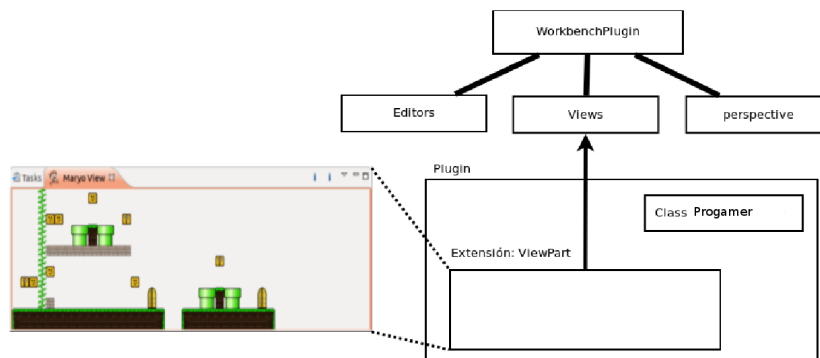 WorkbenchPlugin
Editors
Views
perspective
Tasks
Maryo View
Plugin
Class Progamer
Extensión: ViewPart